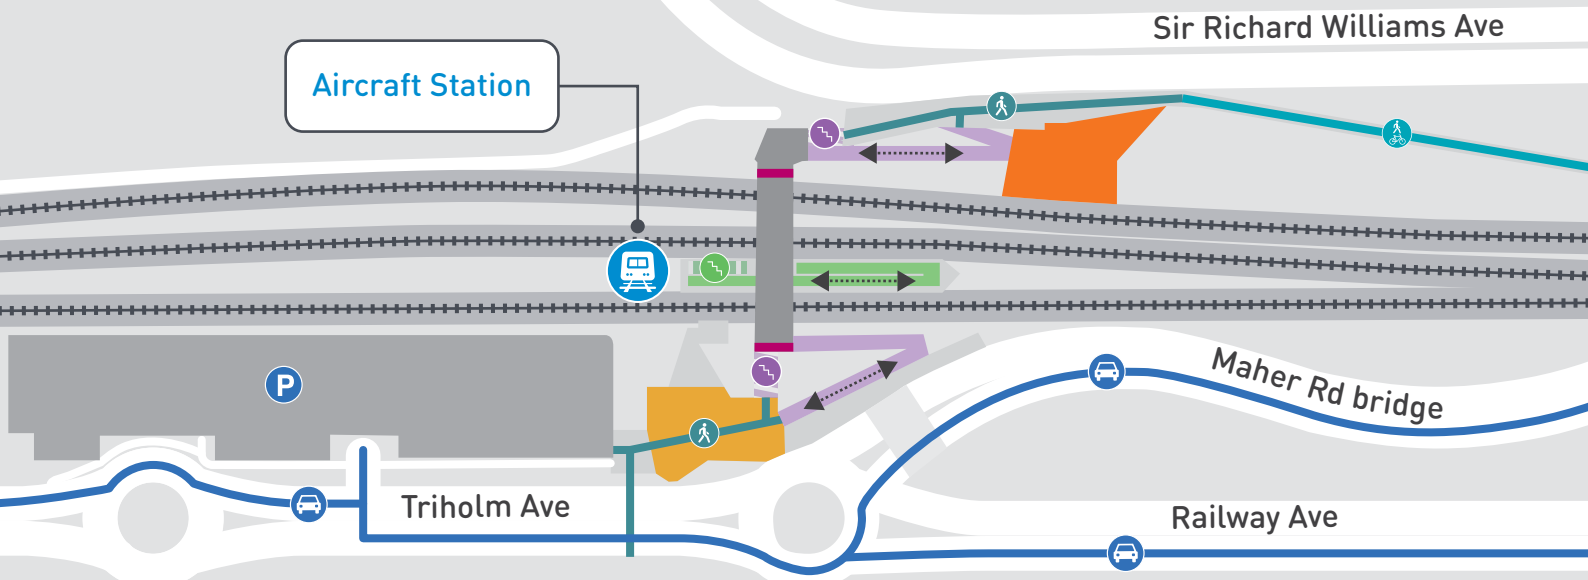 Sir Richard Williams Ave
Aircraft Station
P
Maher Rd bridge
Triholm Ave
Railway Ave